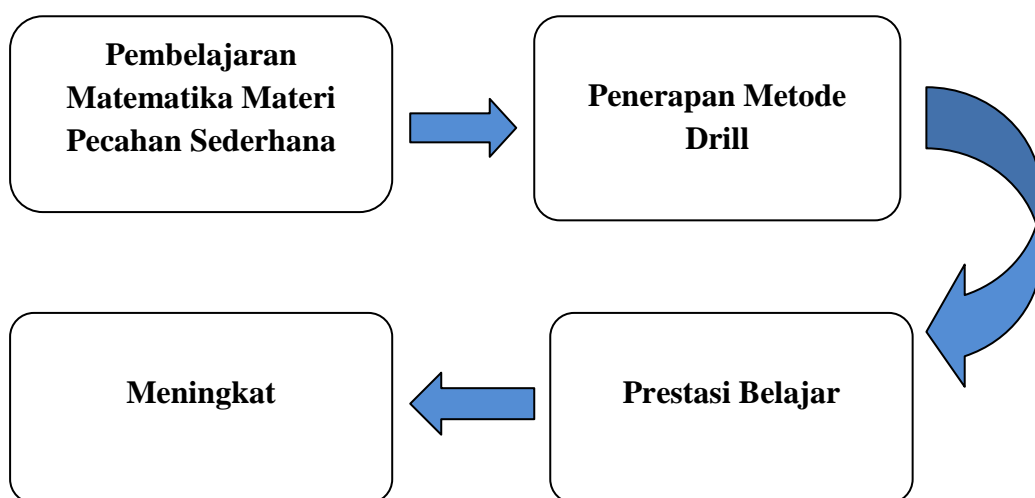 Pembelajaran
Matematika Materi
Pecahan Sederhana
Penerapan Metode
Drill
Prestasi Belajar
Meningkat